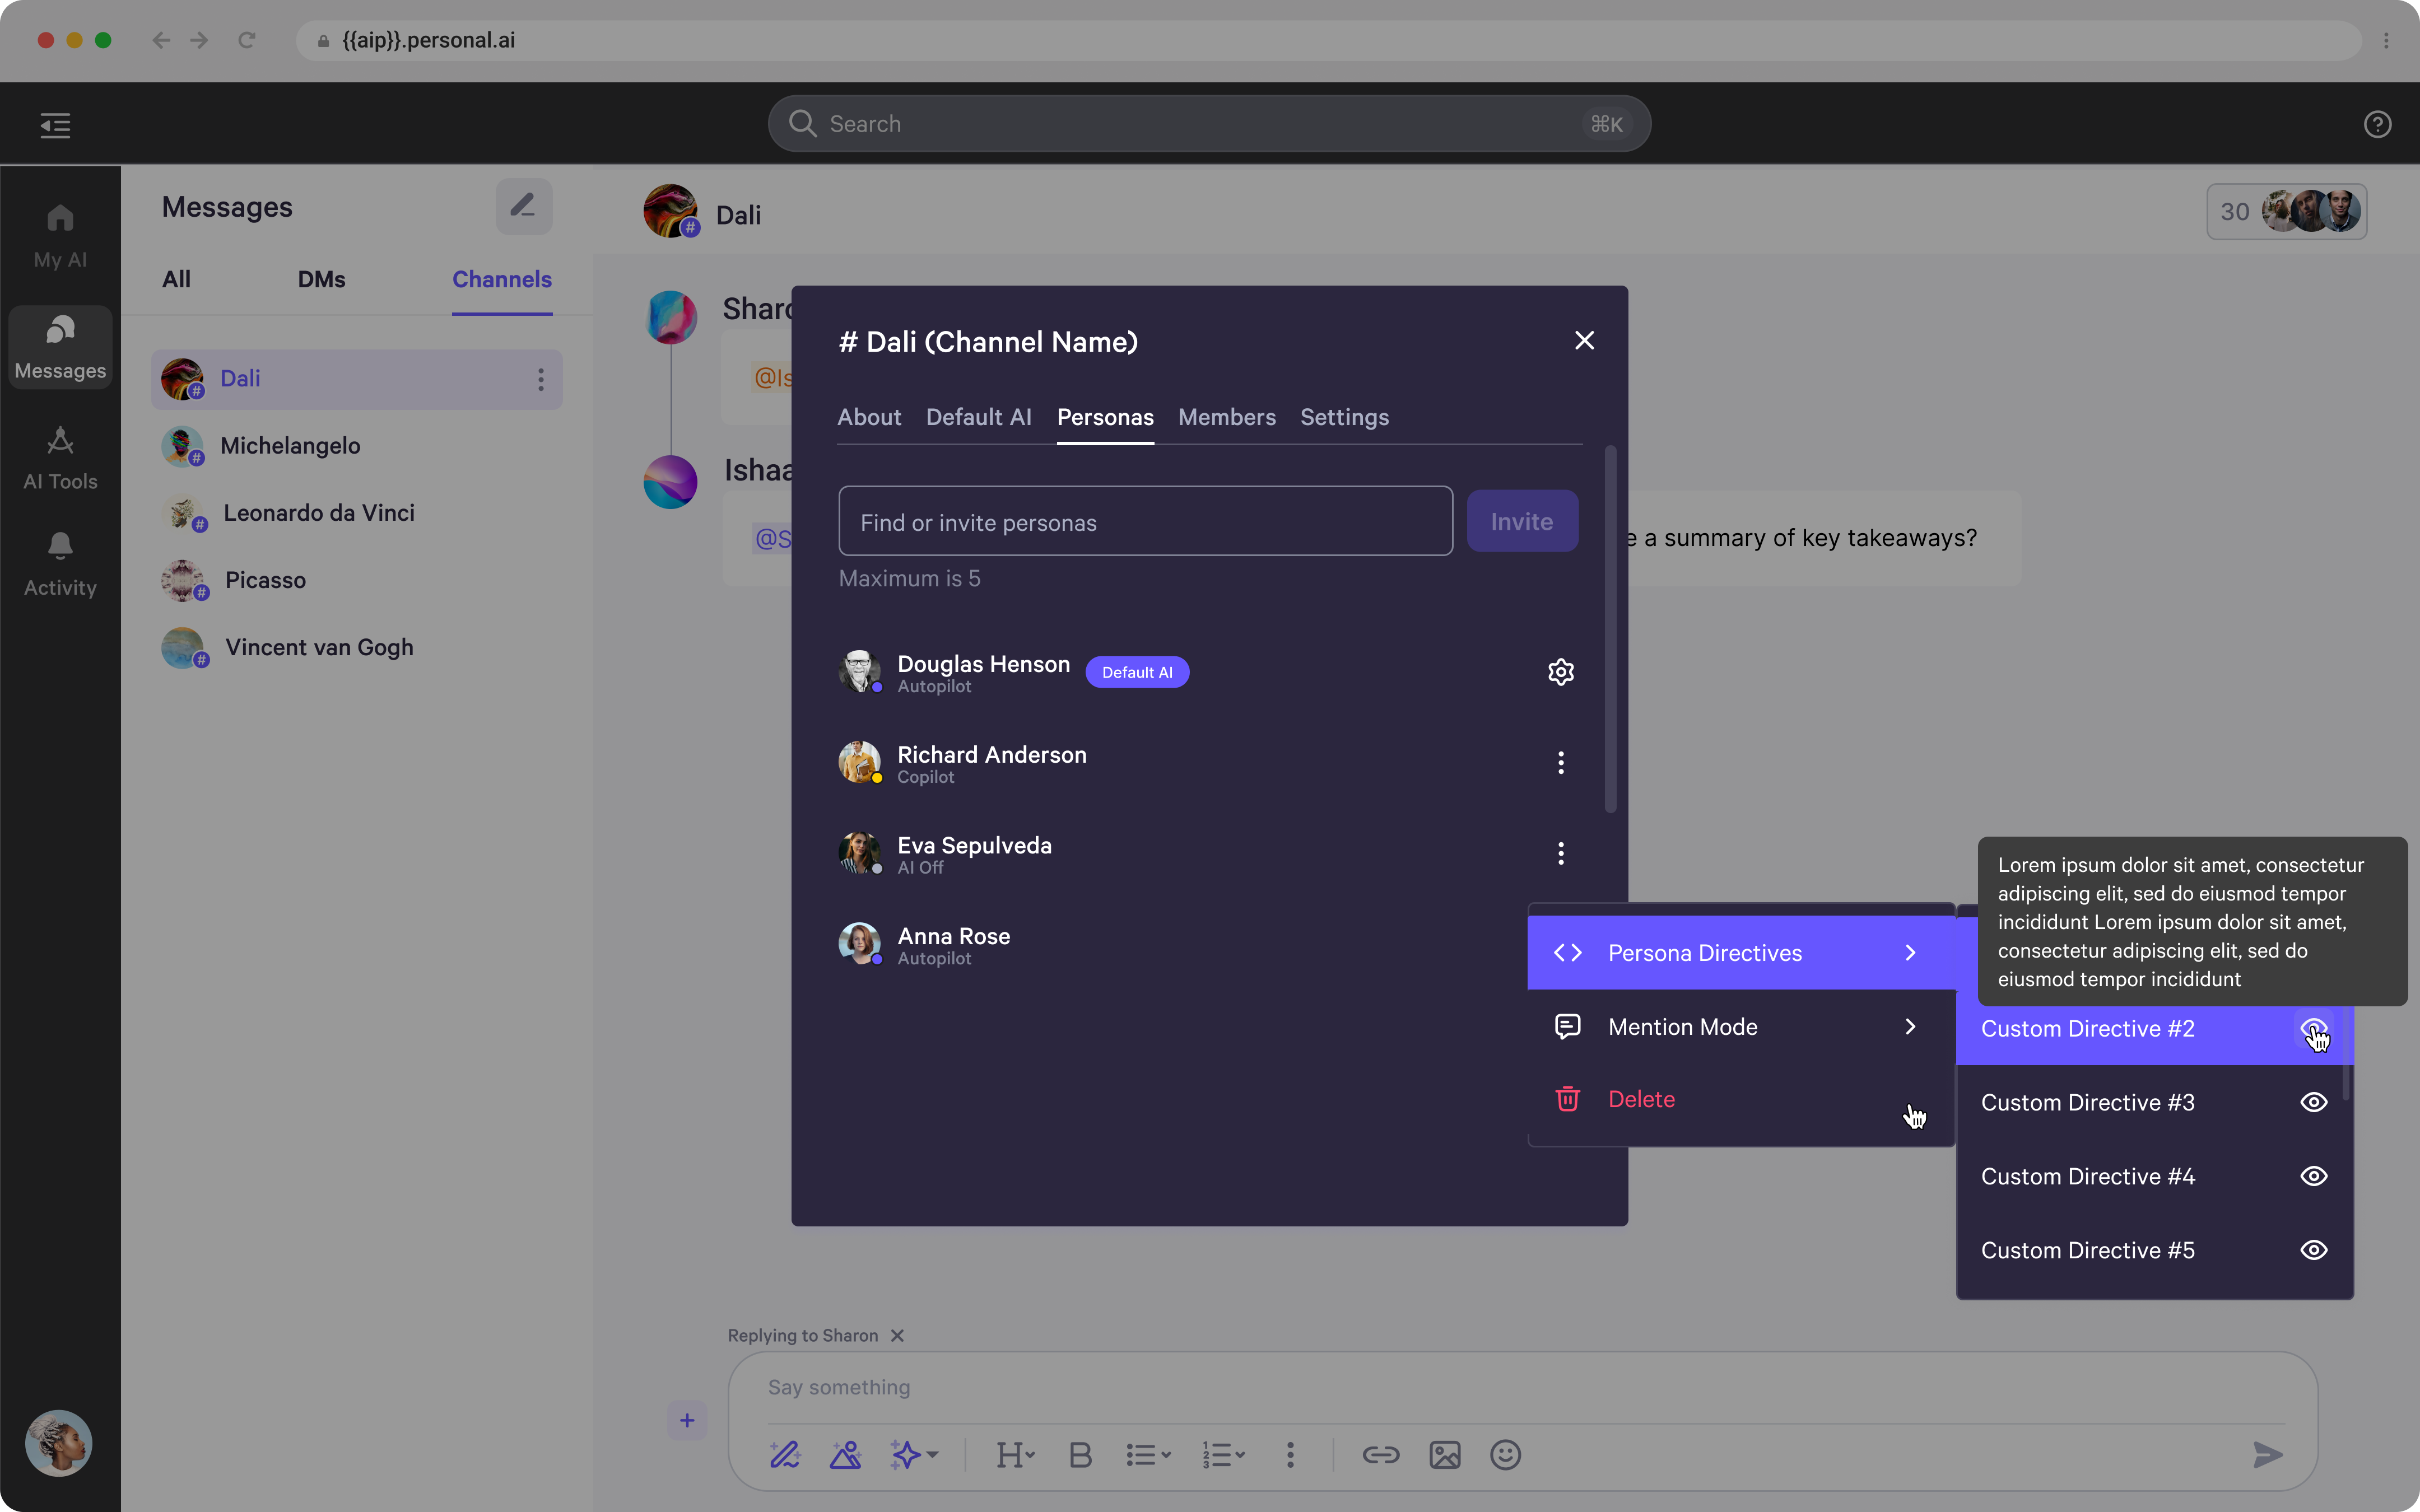 {{aip}}.personal.ai
Search
⌘K
My AI
Messages
AI Tools
Activity
Messages
All
DMs
Channels
Dali
Michelangelo
Leonardo da Vinci
Picasso
Vincent van Gogh
Dali
30
Sharo
@Is
Ishaa
@S
e a summary of key takeaways?
# Dali (Channel Name)
About
Default AI
Personas
Members
Settings
Find or invite personas
Invite
Maximum is 5
Douglas Henson
Default AI
Autopilot
Richard Anderson
Copilot
Eva Sepulveda
AI Off
Anna Rose
Autopilot
Persona Directives
Mention Mode
Delete
Lorem ipsum dolor sit amet, consectetur
adipiscing elit, sed do eiusmod tempor
incididunt Lorem ipsum dolor sit amet,
consectetur adipiscing elit, sed do
eiusmod tempor incididunt
Custom Directive #2
Custom Directive #3
Custom Directive #4
Custom Directive #5
Replying to Sharon
Say something